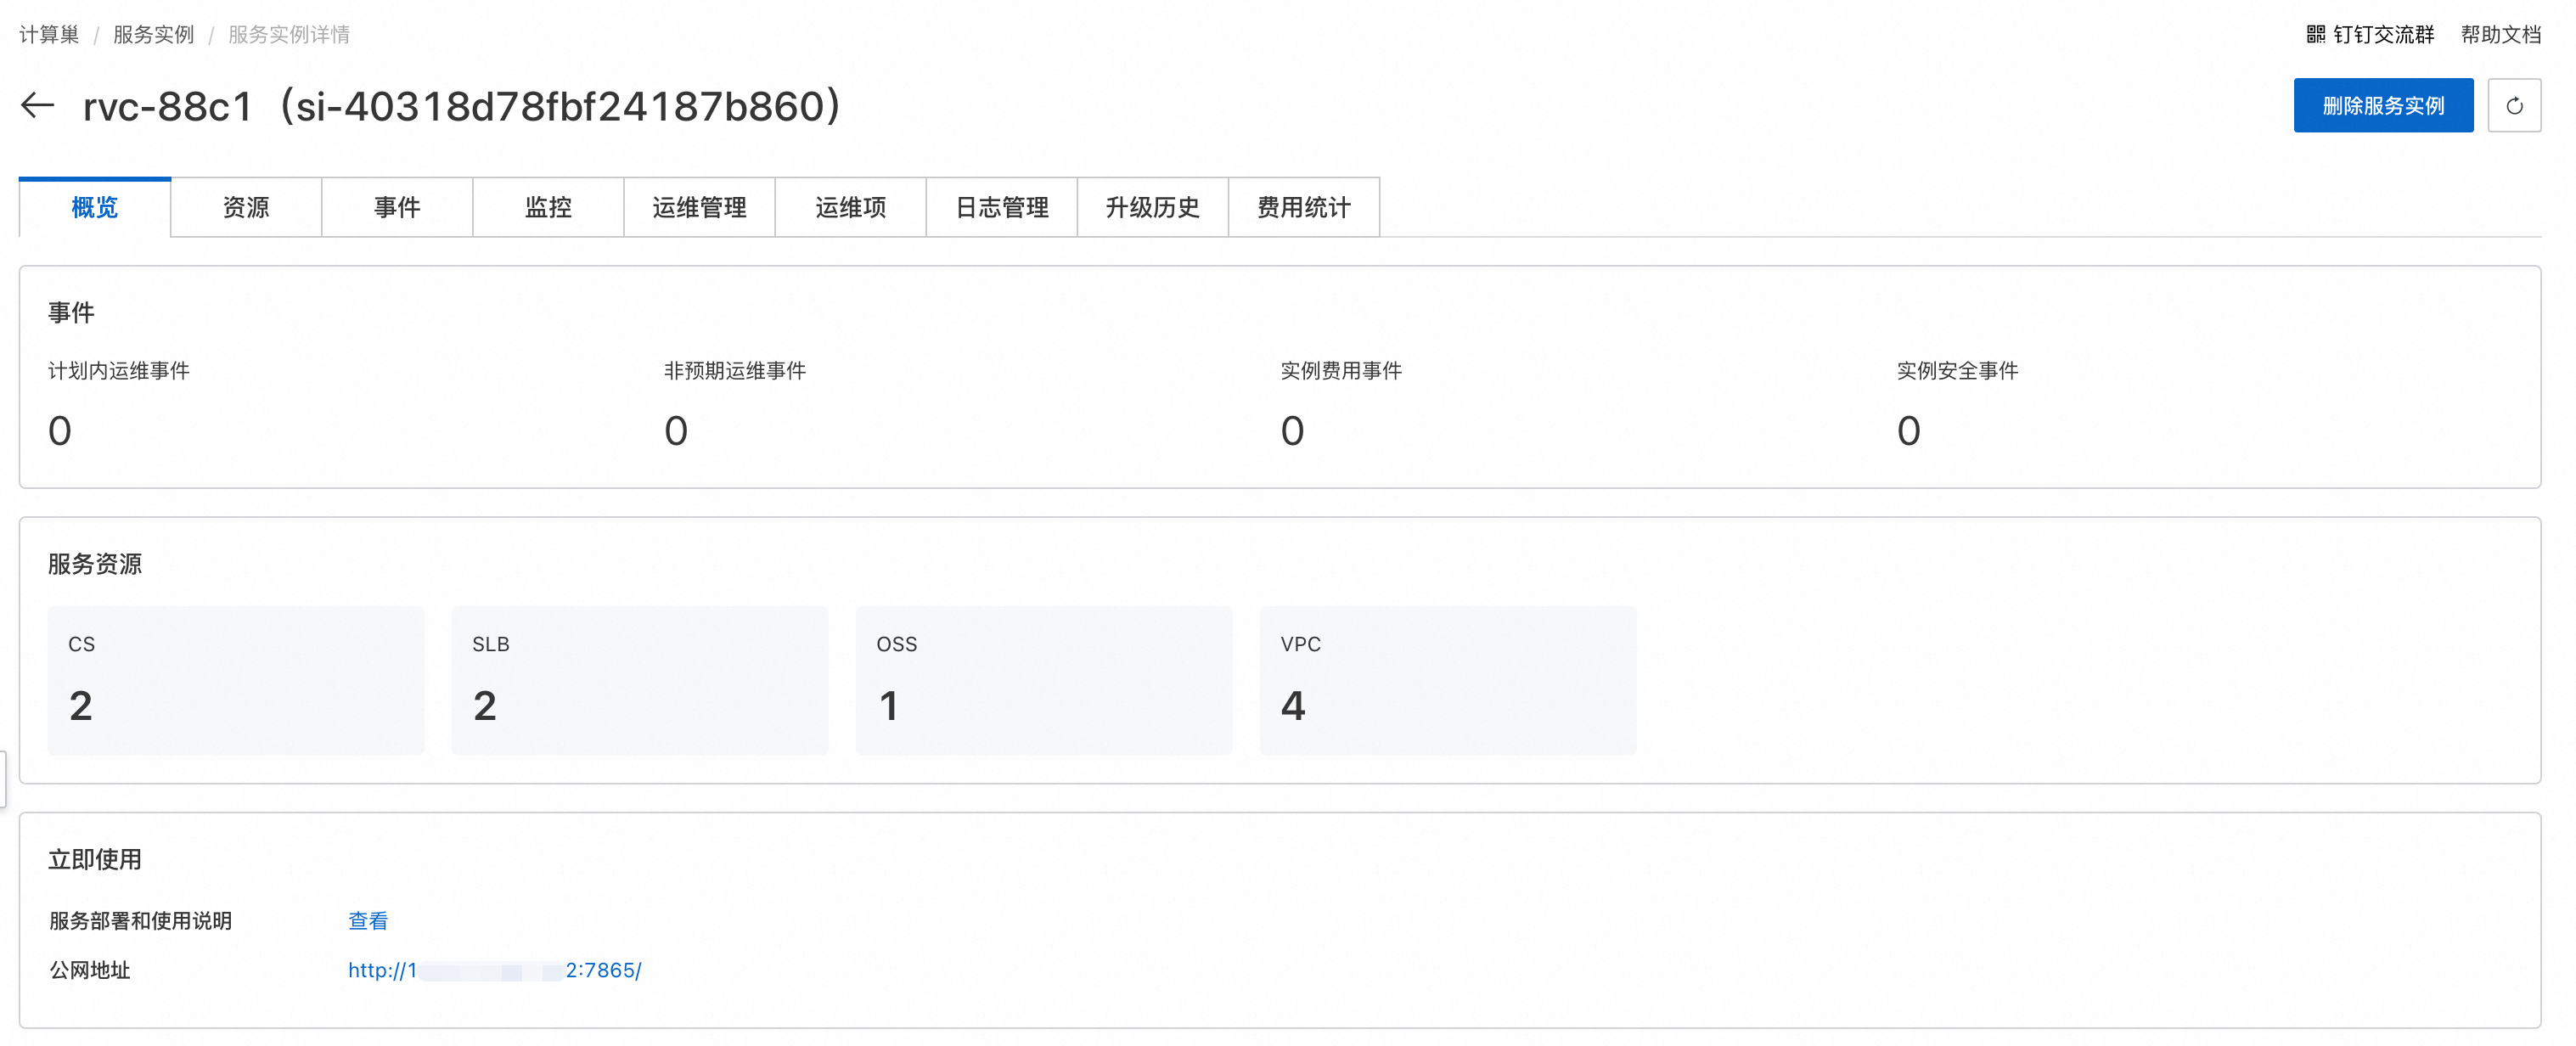 计算巢 / 服务实例 / 服务实例详情
钉钉交流群 帮助文档
rvc-88c1（si-40318d78fbf24187b860）
删除服务实例
概览 资源 事件 监控 运维管理 运维项 日志管理 升级历史 费用统计
事件
计划内运维事件 非预期运维事件 实例费用事件 实例安全事件
0 0 0 0
服务资源
CS SLB OSS VPC
2 2 1 4
立即使用
服务部署和使用说明 查看
公网地址 http://1 2:7865/